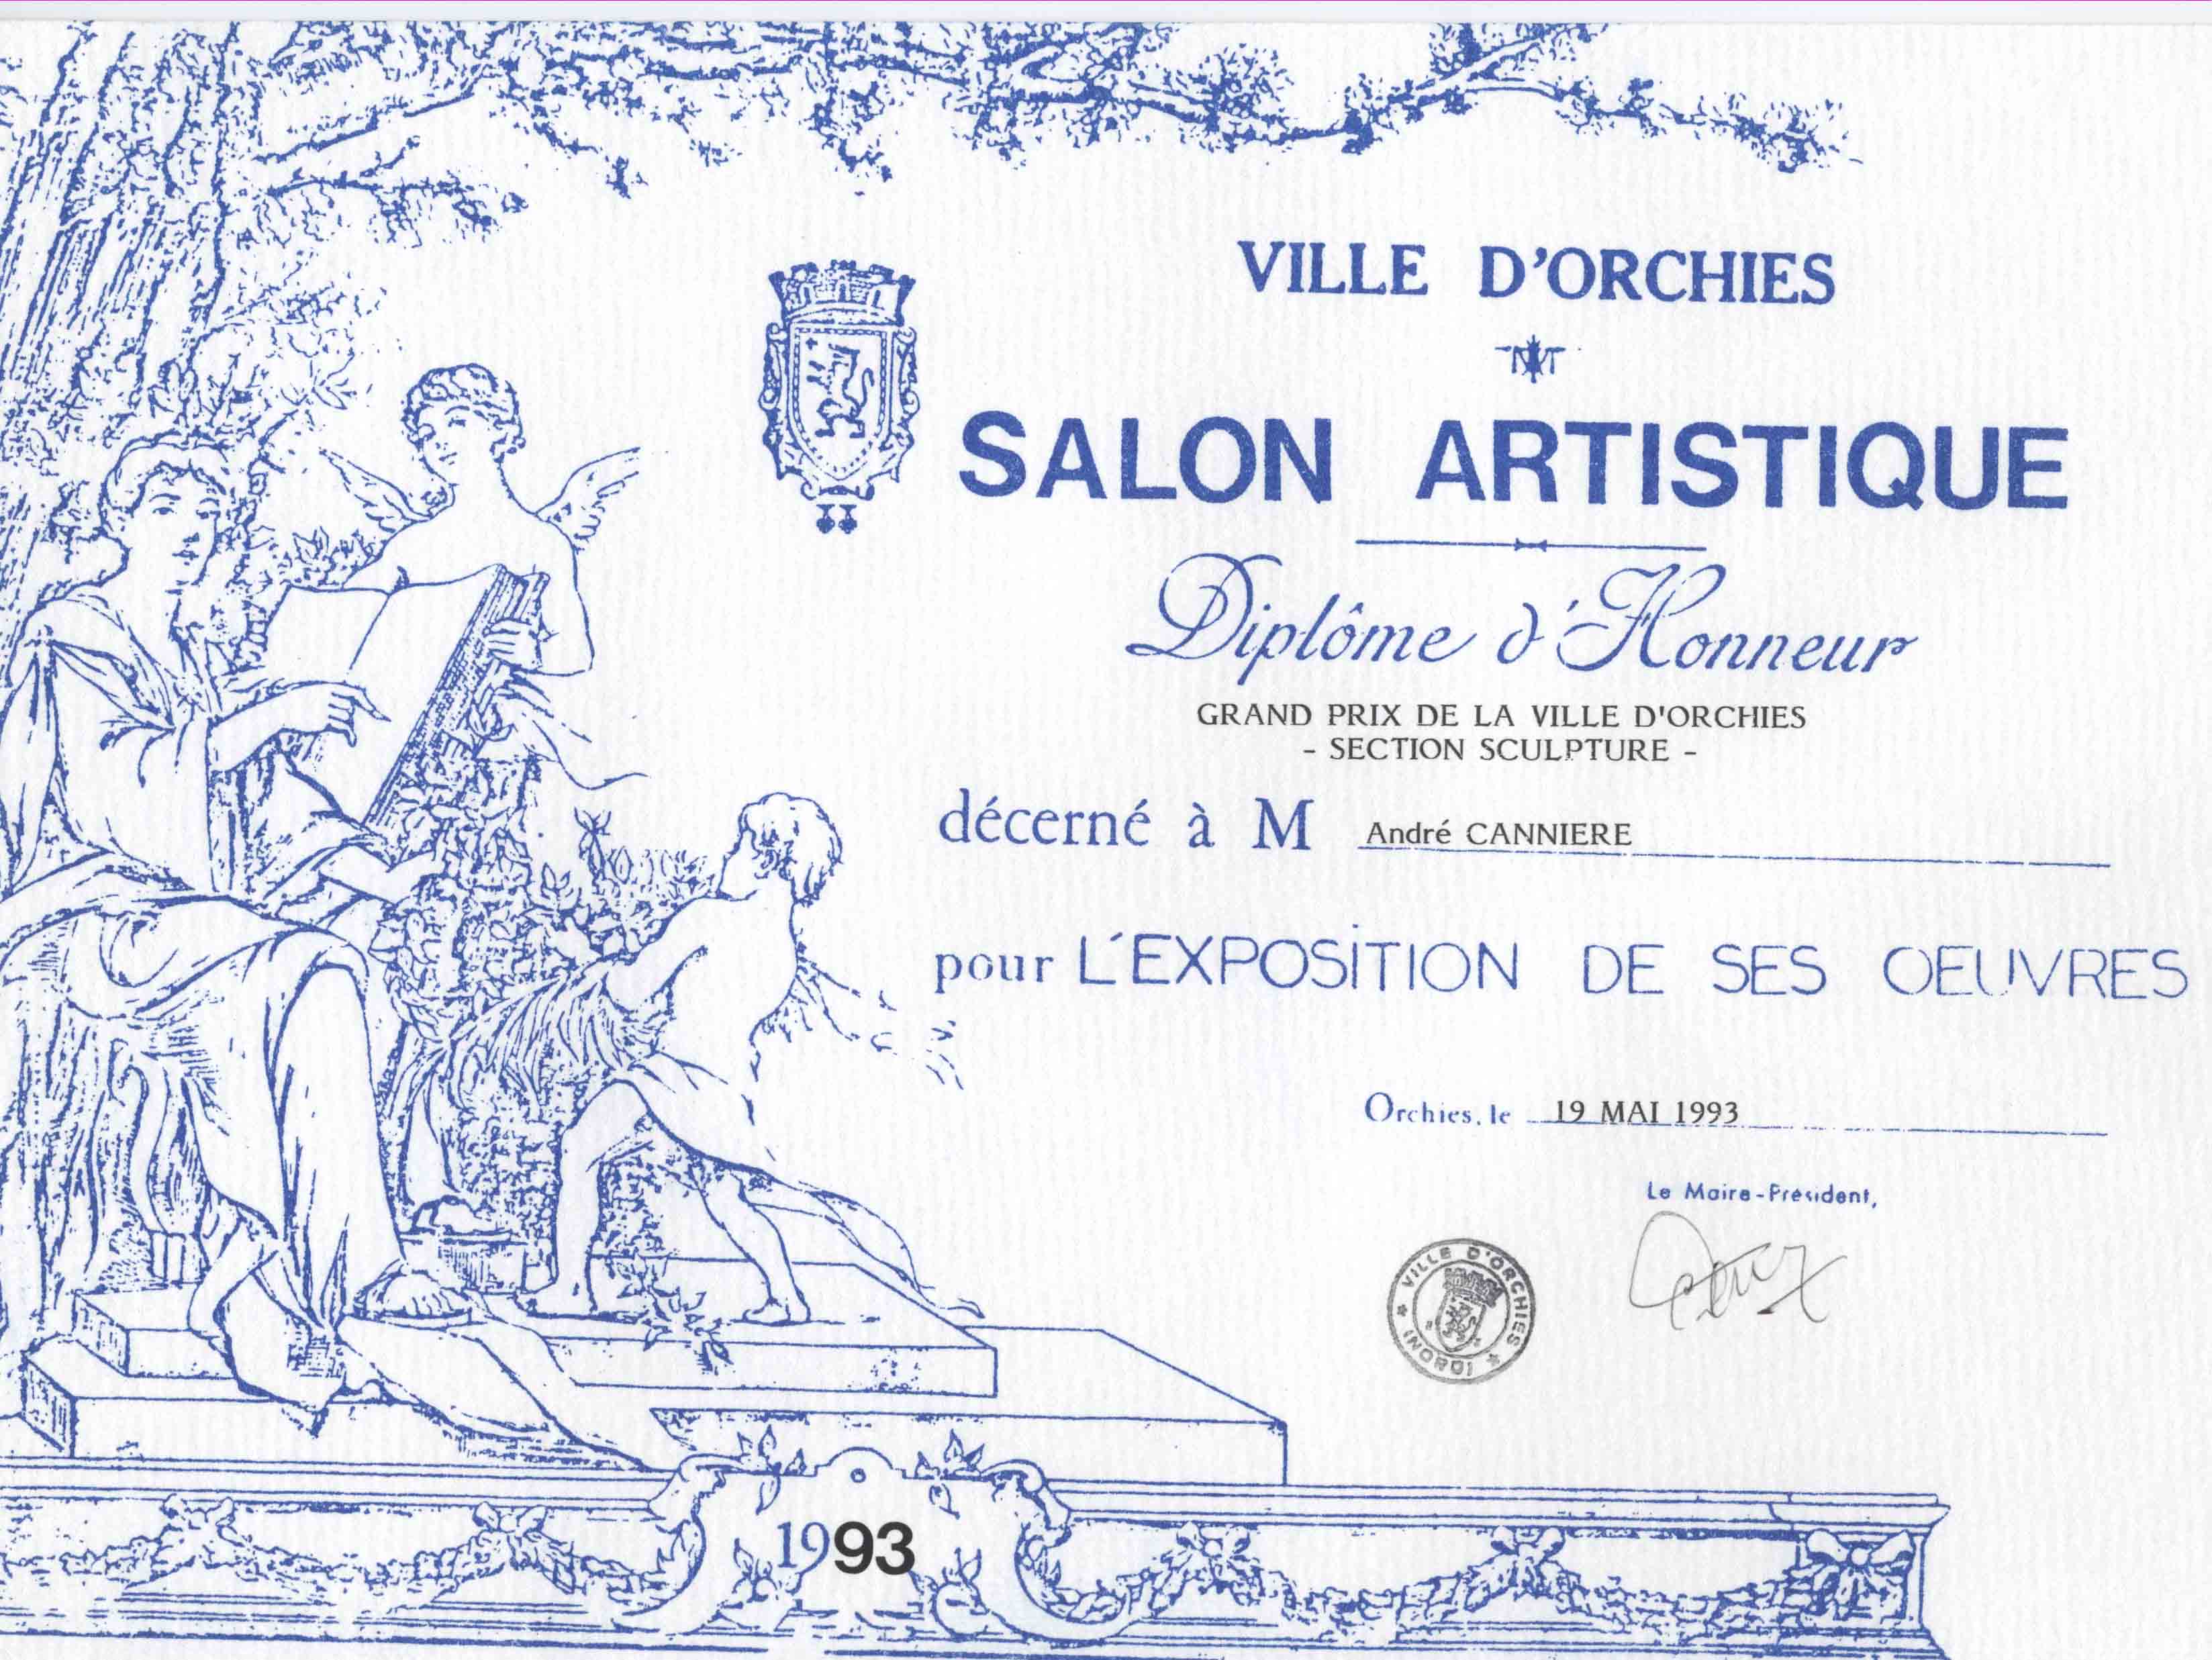 VILLE D'ORCHIES
SALON ARTISTIQUE
Diplôme d'Honneur
GRAND PRIX DE LA VILLE D'ORCHIES
- SECTION SCULPTURE -
décerné à M André CANNIERE
pour L'EXPOSITION DE SES OEUVRES
Orchies, le 19 MAI 1993
Le Maire-Président,
VILLE D'ORCHIES
(NORD)
1993